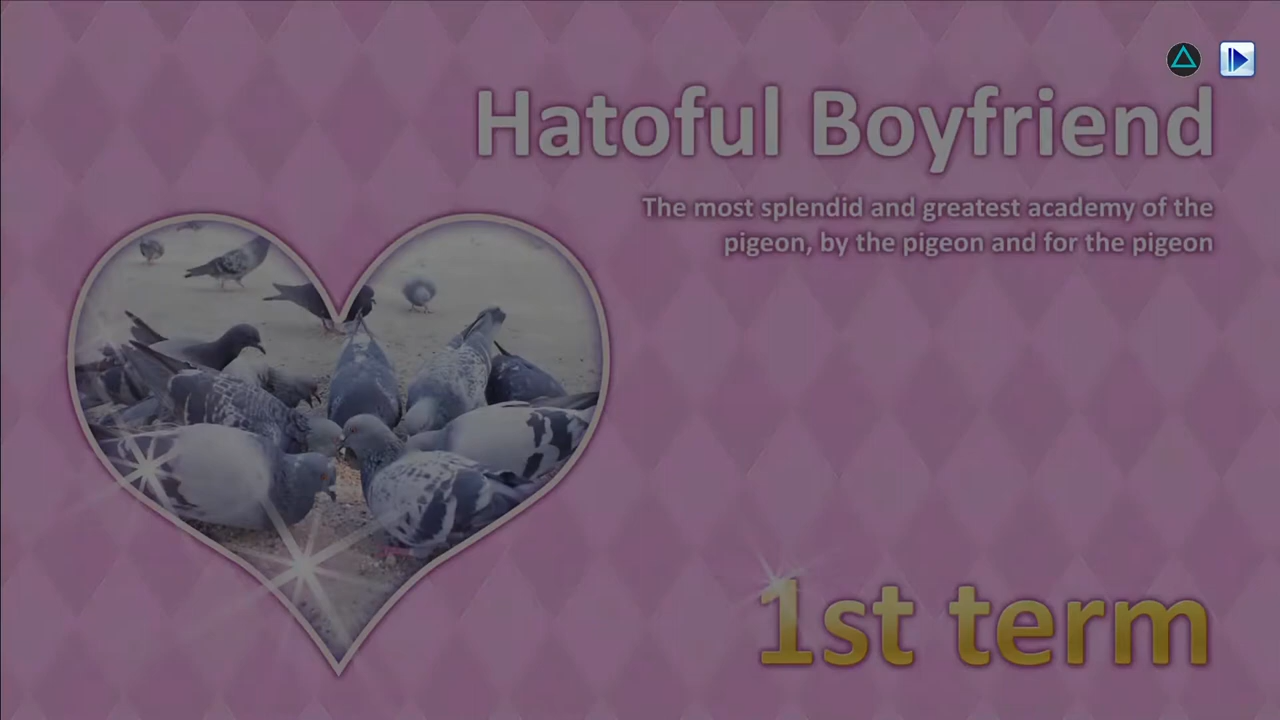 Hatoful Boyfriend
The most splendid and greatest academy of the
pigeon, by the pigeon and for the pigeon
1st term